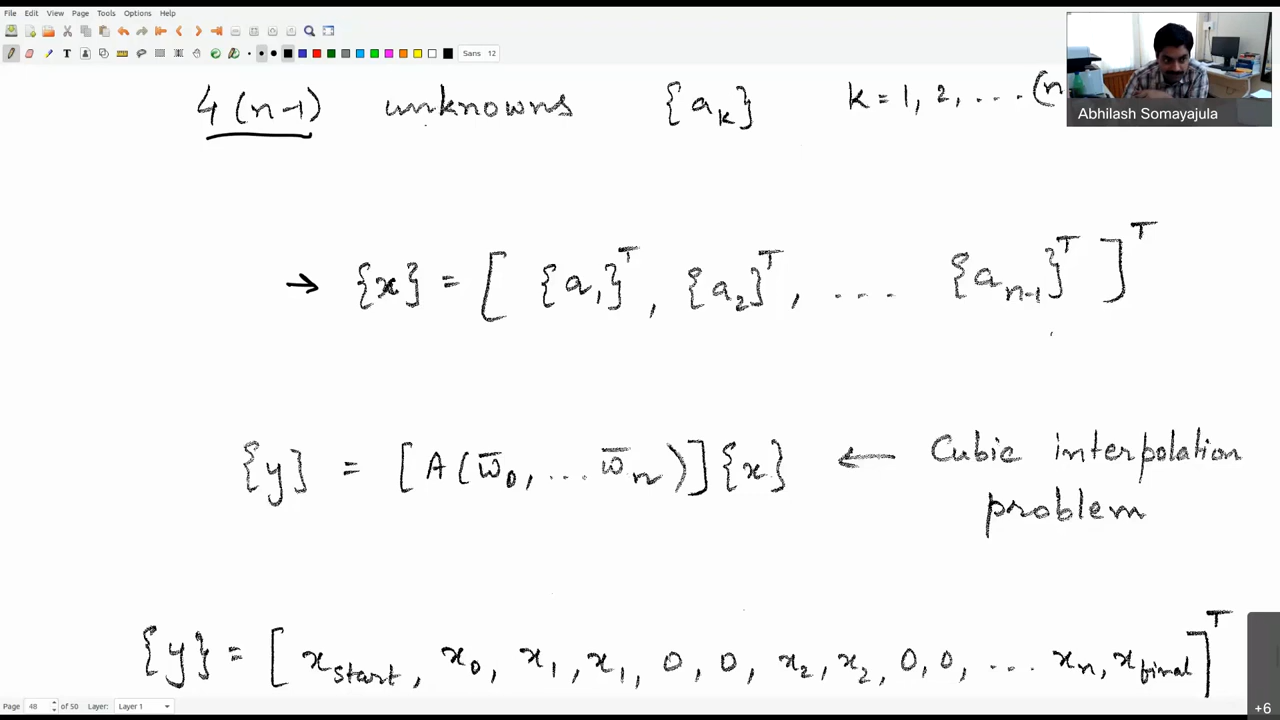 File Edit View Page Tools Options Help
Sans 12
4(n-1) unknowns {a_k} k = 1, 2, .... (n
Abhilash Somayajula
→ {x} = [ {a_1}^T, {a_2}^T, .... {a_{n-1}}^T ]^T
{y} = [A(w̄_0, ... w̄_n)]{x} ← Cubic interpolation
problem
{y} = [ x_start, x_0, x_1, x_1, 0, 0, x_2, x_2, 0, 0, ... x_n, x_final ]^T
Page 48 of 50 Layer: Layer 1
+6